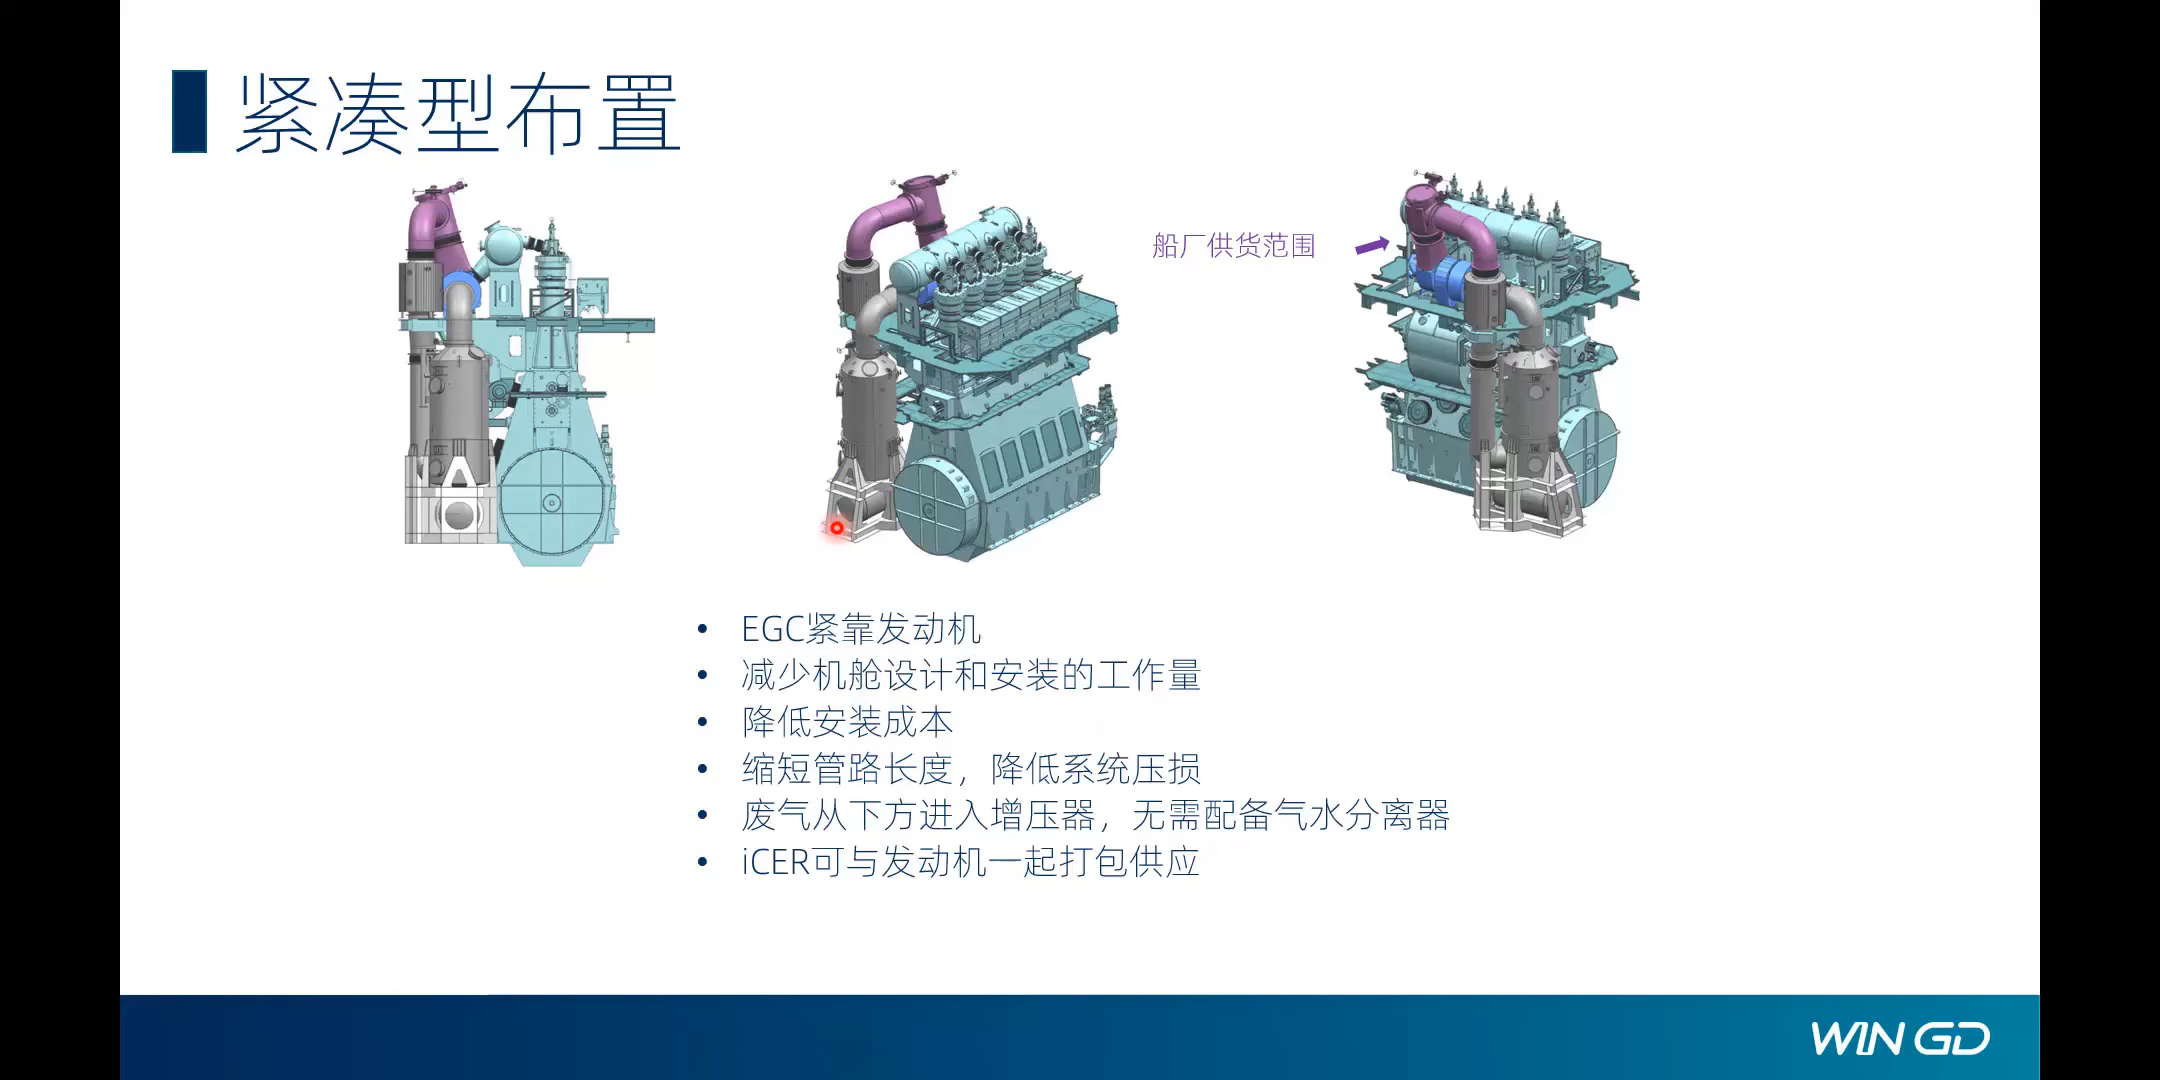 紧凑型布置
船厂供货范围
• EGC紧靠发动机
• 减少机舱设计和安装的工作量
• 降低安装成本
• 缩短管路长度，降低系统压损
• 废气从下方进入增压器，无需配备气水分离器
• iCER可与发动机一起打包供应
WIN GD